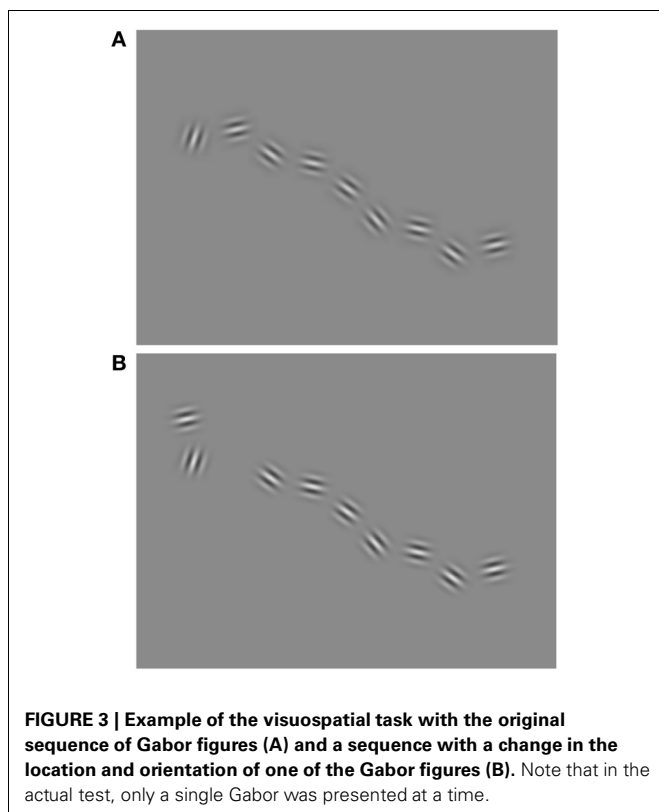 A
B
FIGURE 3 | Example of the visuospatial task with the original
sequence of Gabor figures (A) and a sequence with a change in the
location and orientation of one of the Gabor figures (B). Note that in the
actual test, only a single Gabor was presented at a time.